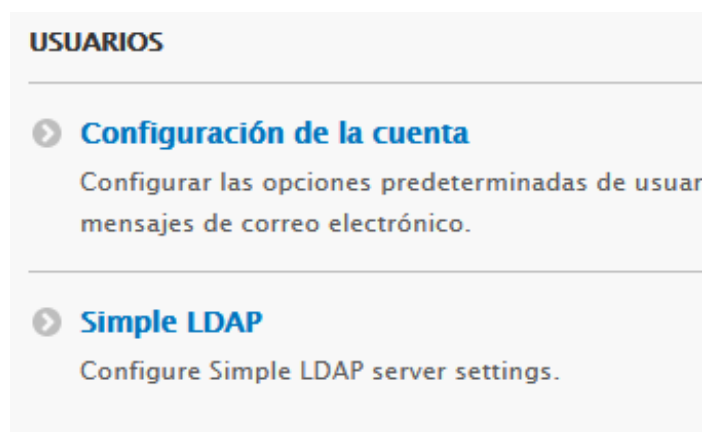 USUARIOS
Configuración de la cuenta
Configurar las opciones predeterminadas de usuar
mensajes de correo electrónico.
Simple LDAP
Configure Simple LDAP server settings.